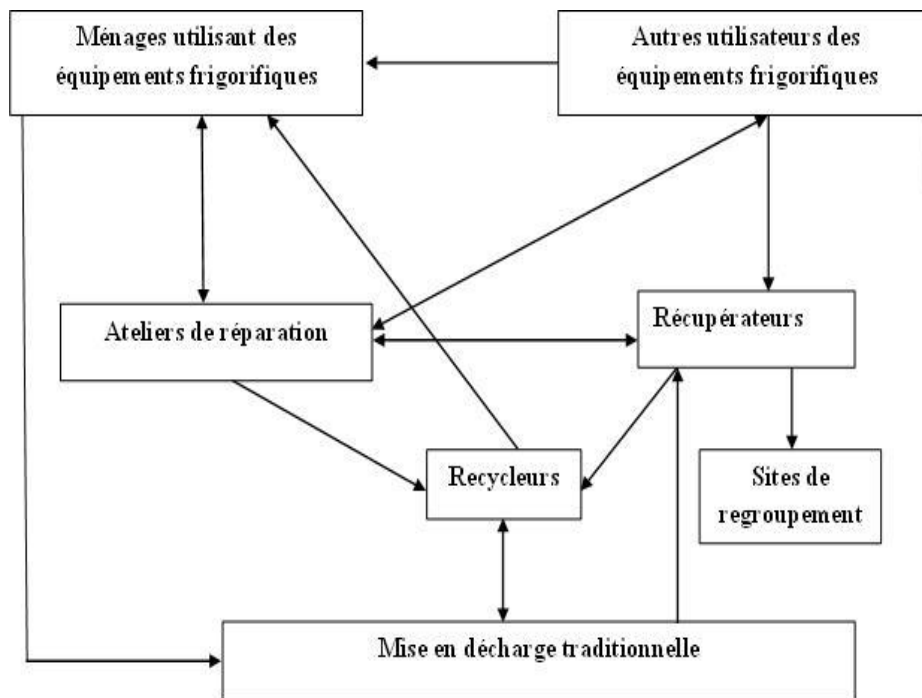 Ménages utilisant des
équipements frigorifiques
Autres utilisateurs des
équipements frigorifiques
Ateliers de réparation
Récupérateurs
Recycleurs
Sites de
regroupement
Mise en décharge traditionnelle